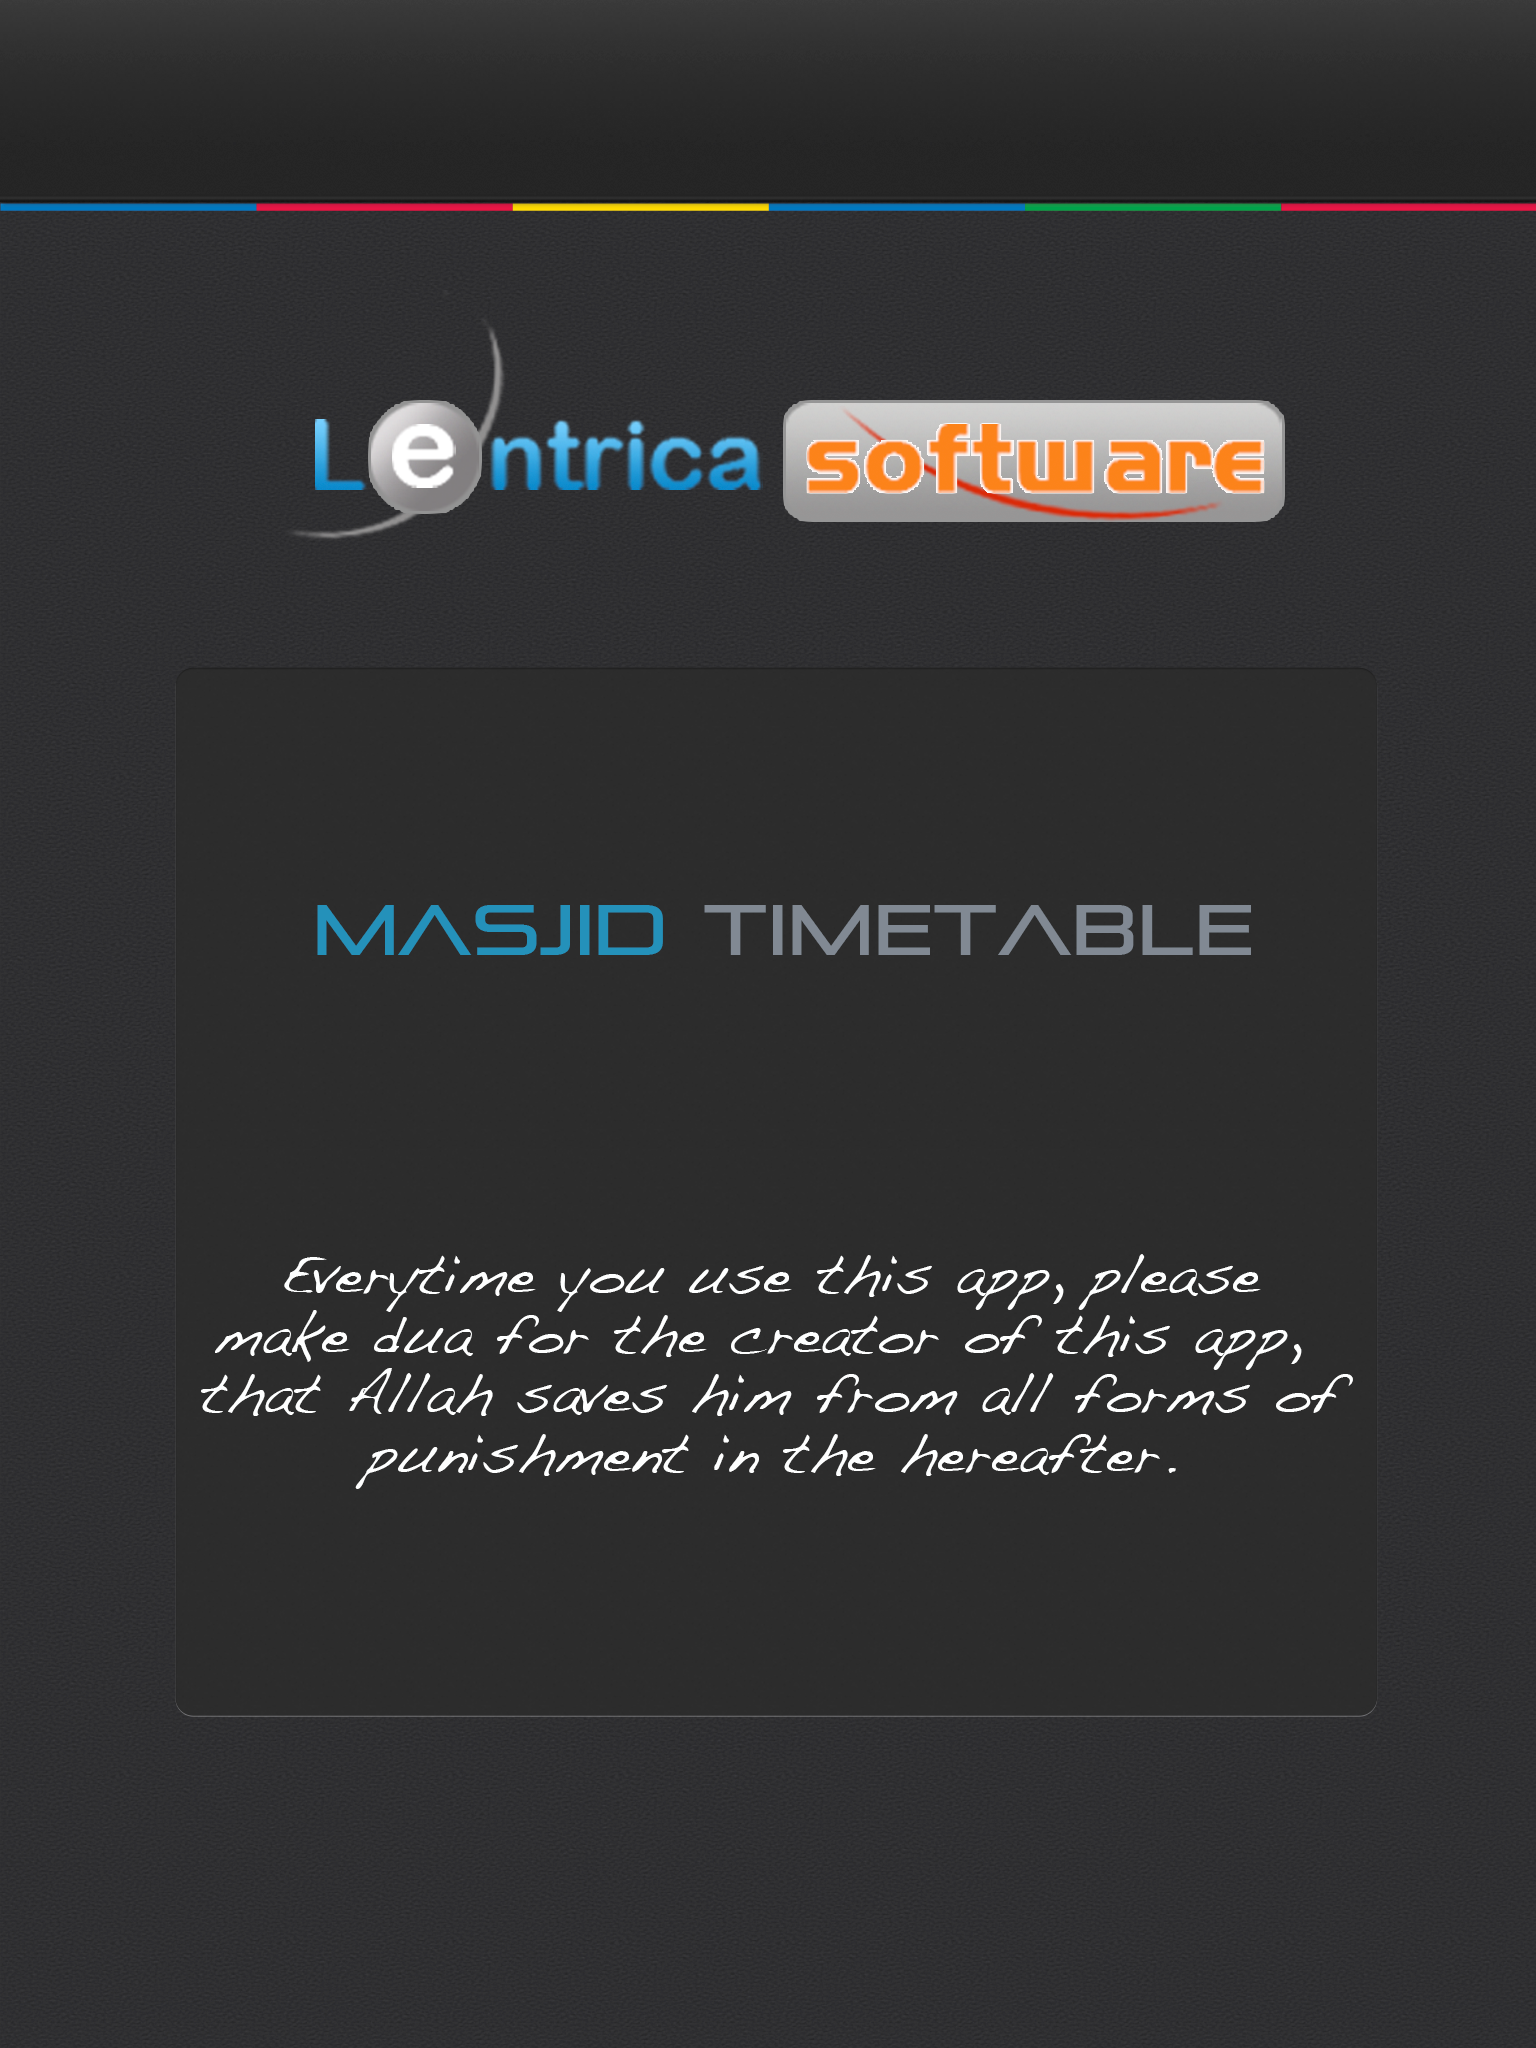 Lentrica software
MASJID TIMETABLE
Everytime you use this app, please
make dua for the creator of this app,
that Allah saves him from all forms of
punishment in the hereafter.